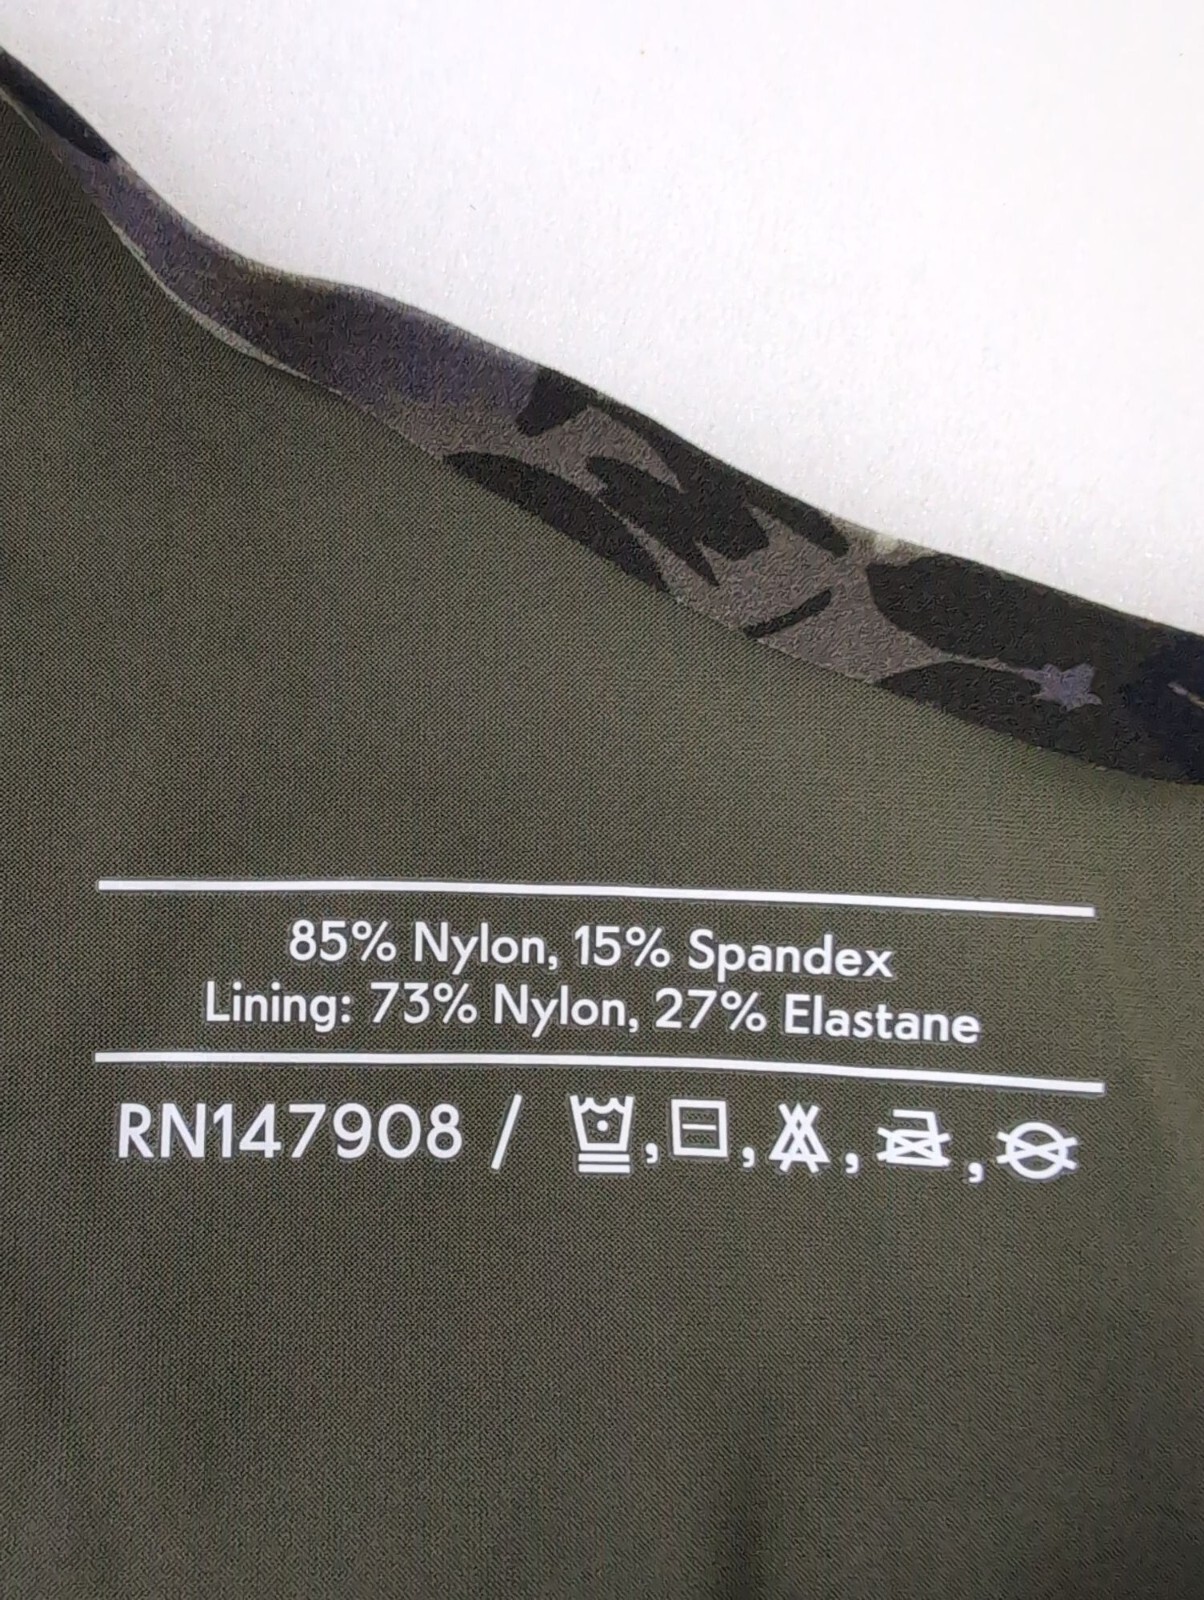 85% Nylon, 15% Spandex
Lining: 73% Nylon, 27% Elastane
RN147908 /